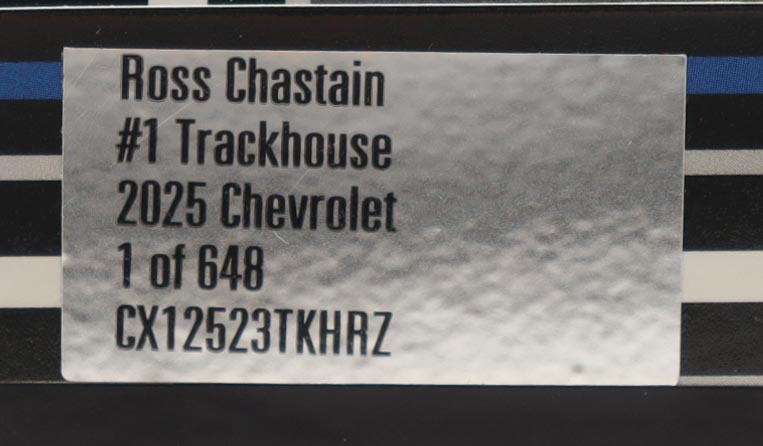 Ross Chastain
#1 Trackhouse
2025 Chevrolet
1 of 648
CX12523TKHRZ